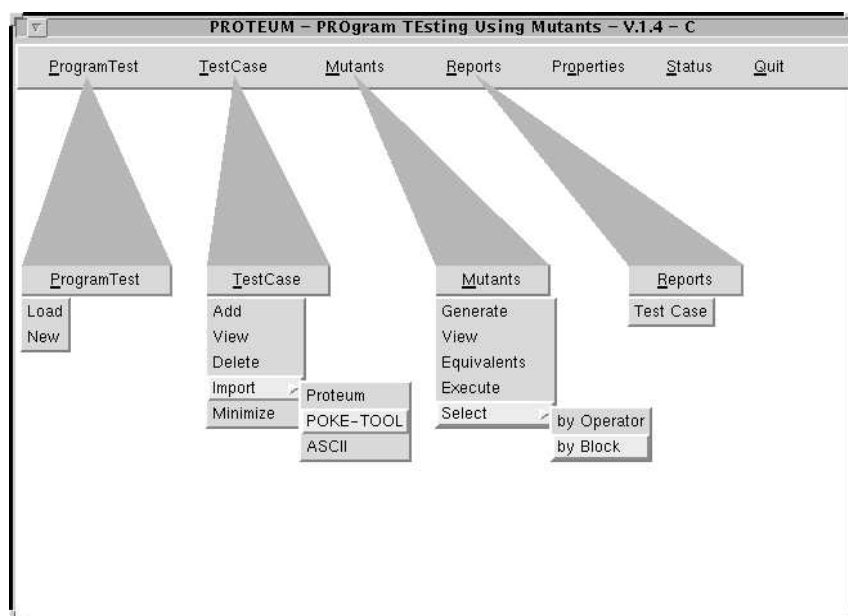 PROTEUM – PROgram TEsting Using Mutants – V.1.4 – C
ProgramTest TestCase Mutants Reports Properties Status Quit
ProgramTest
Load
New
TestCase
Add
View
Delete
Import
Minimize
Proteum
POKE-TOOL
ASCII
Mutants
Generate
View
Equivalents
Execute
Select
by Operator
by Block
Reports
Test Case